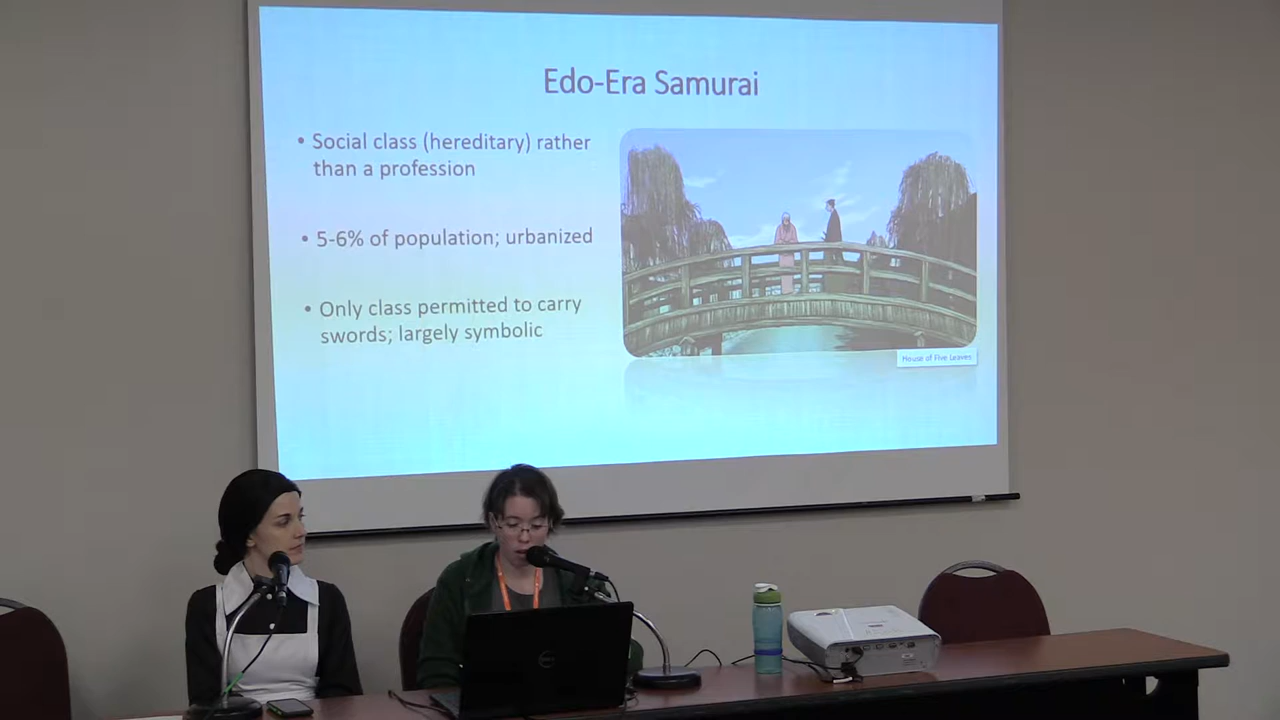 Edo-Era Samurai
• Social class (hereditary) rather
than a profession
• 5-6% of population; urbanized
• Only class permitted to carry
swords; largely symbolic
House of Five Leaves
DELL